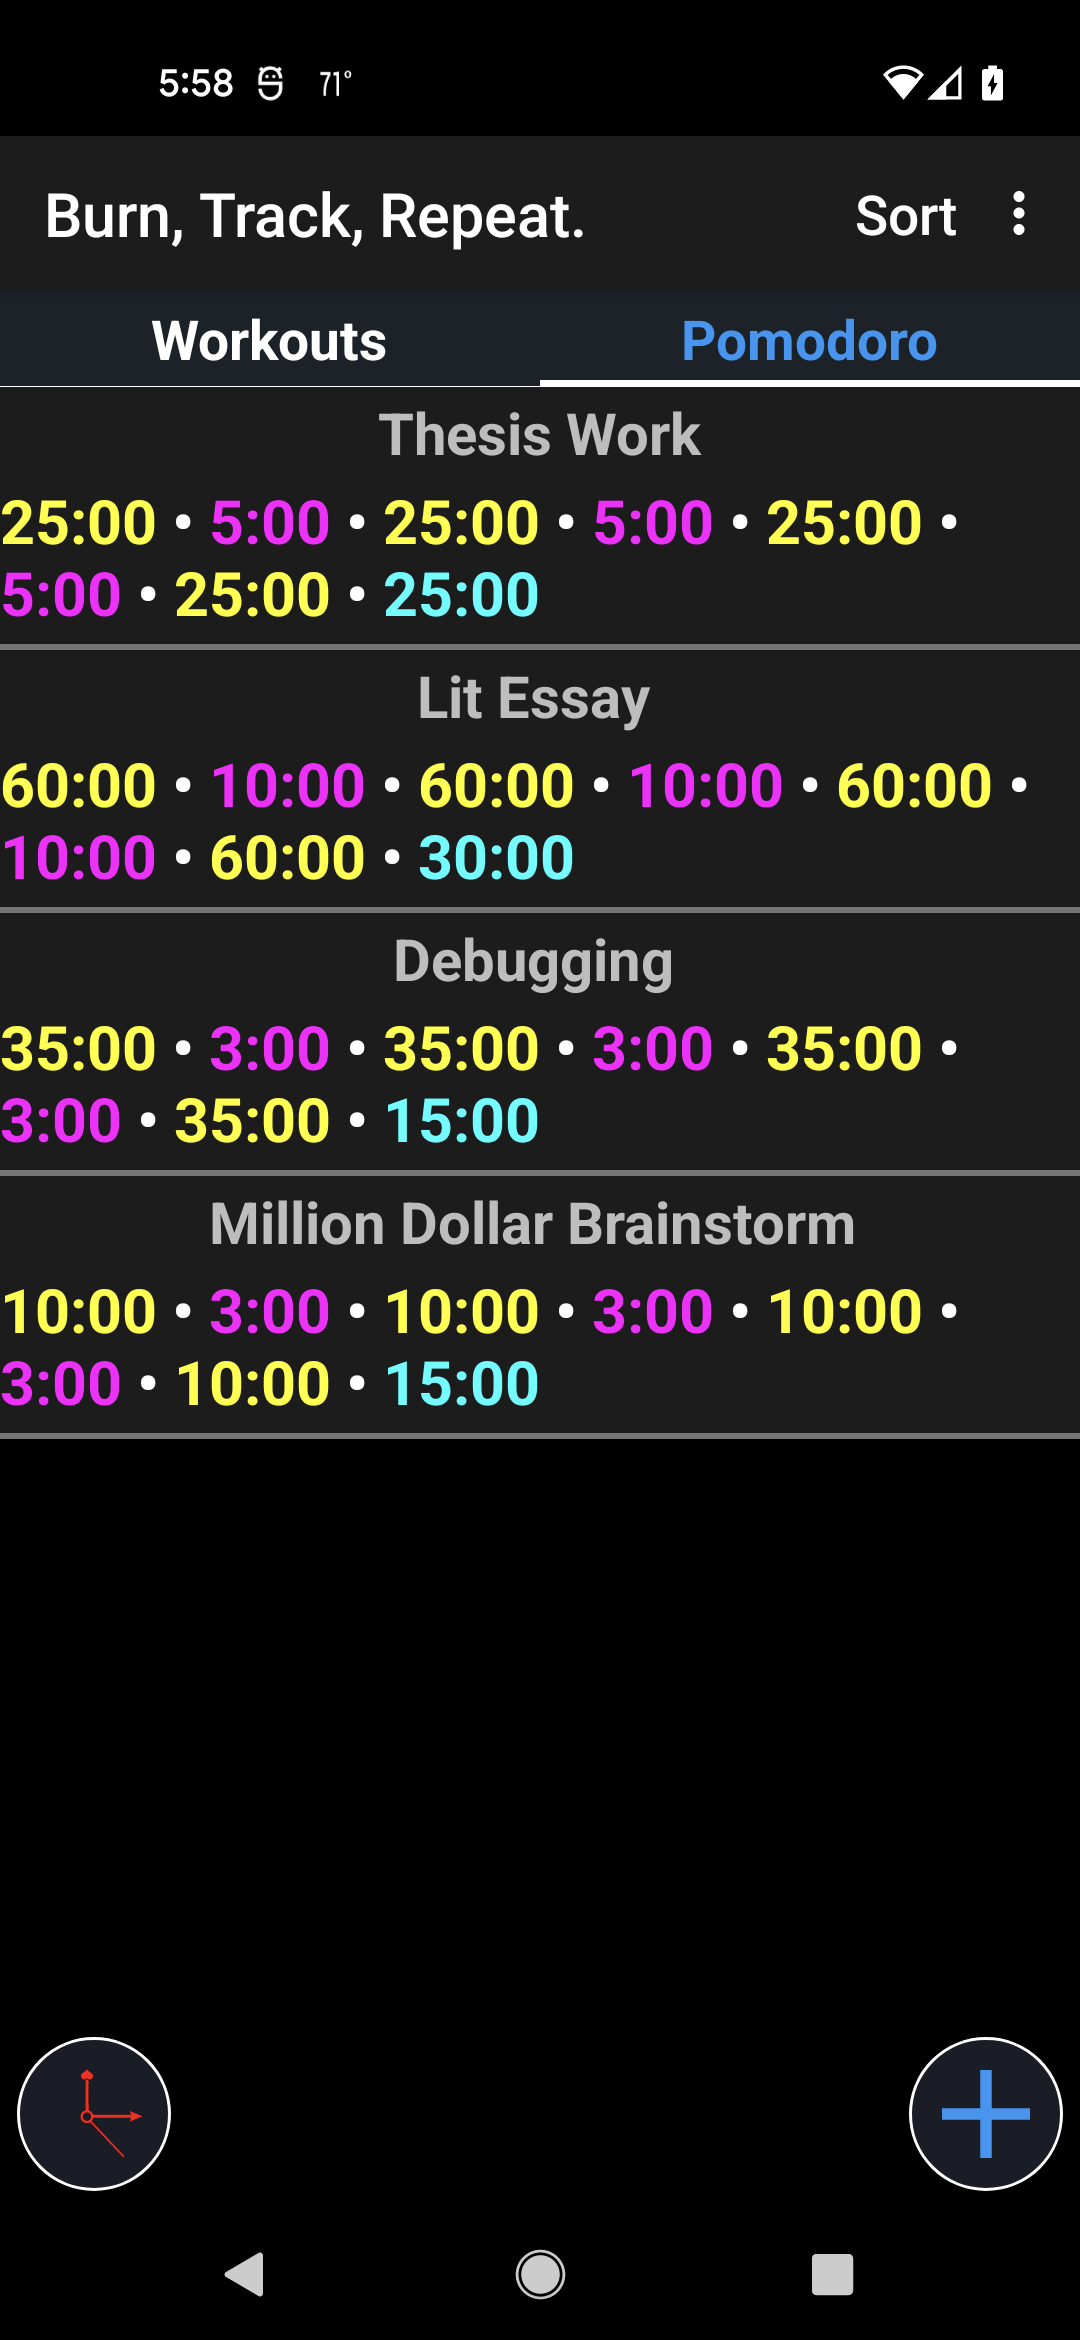 5:58 71°
Burn, Track, Repeat. Sort
Workouts Pomodoro
Thesis Work
25:00 • 5:00 • 25:00 • 5:00 • 25:00 •
5:00 • 25:00 • 25:00
Lit Essay
60:00 • 10:00 • 60:00 • 10:00 • 60:00 •
10:00 • 60:00 • 30:00
Debugging
35:00 • 3:00 • 35:00 • 3:00 • 35:00 •
3:00 • 35:00 • 15:00
Million Dollar Brainstorm
10:00 • 3:00 • 10:00 • 3:00 • 10:00 •
3:00 • 10:00 • 15:00